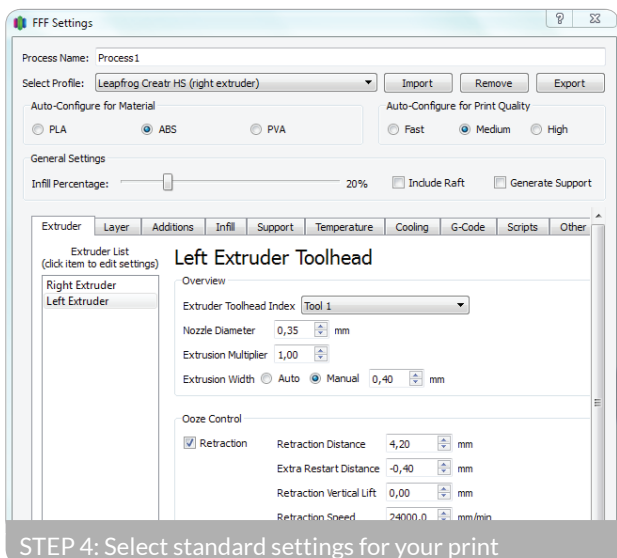 FFF Settings
Process Name: Process1
Select Profile: Leapfrog Creatr HS (right extruder) Import Remove Export
Auto-Configure for Material Auto-Configure for Print Quality
PLA ABS PVA Fast Medium High
General Settings
Infill Percentage: 20% Include Raft Generate Support
Extruder Layer Additions Infill Support Temperature Cooling G-Code Scripts Other
Extruder List
(click item to edit settings)
Right Extruder
Left Extruder
Left Extruder Toolhead
Overview
Extruder Toolhead Index Tool 1
Nozzle Diameter 0,35 mm
Extrusion Multiplier 1,00
Extrusion Width Auto Manual 0,40 mm
Ooze Control
Retraction Retraction Distance 4,20 mm
Extra Restart Distance -0,40 mm
Retraction Vertical Lift 0,00 mm
Retraction Speed 24000,0 mm/min
STEP 4: Select standard settings for your print